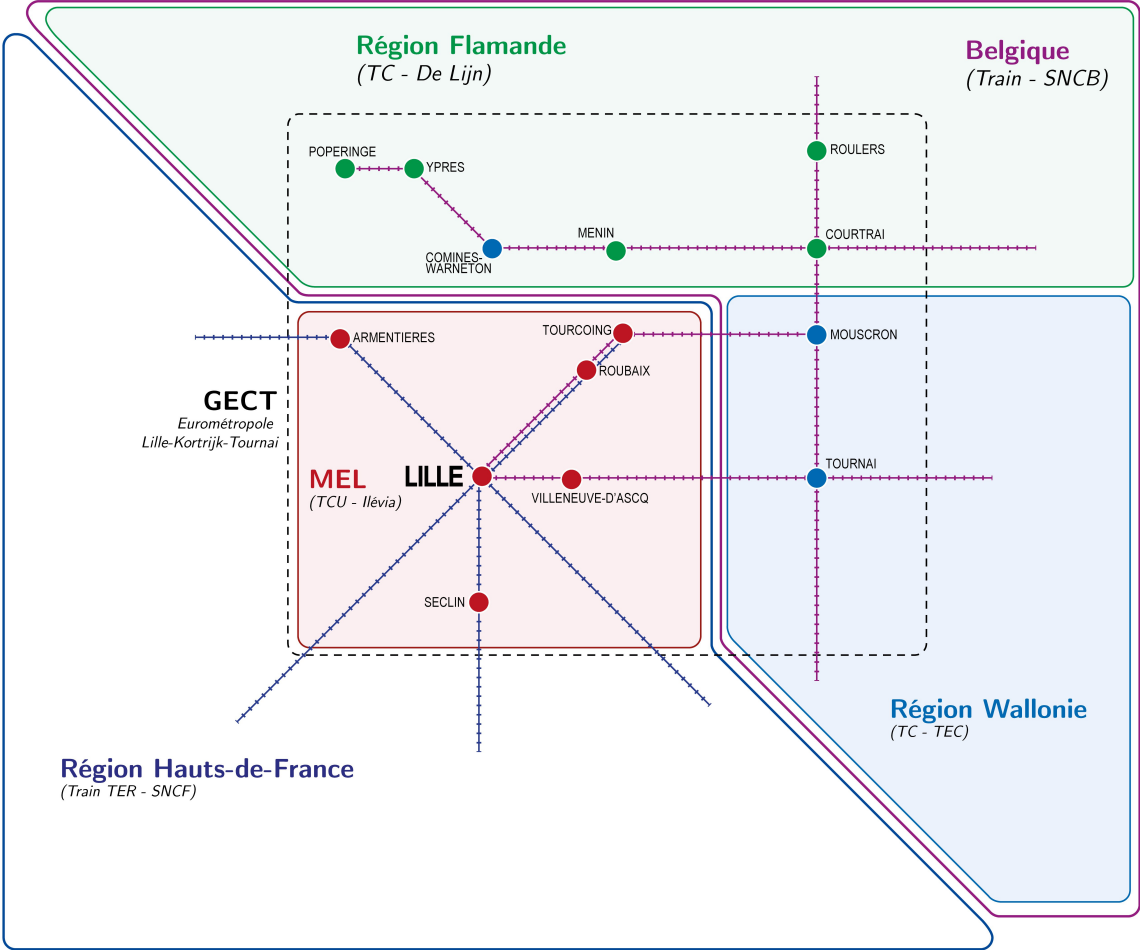 Région Flamande
(TC - De Lijn)
Belgique
(Train - SNCB)
POPERINGE
YPRES
ROULERS
MENIN
COURTRAI
COMINES-
WARNETON
ARMENTIERES
TOURCOING
MOUSCRON
ROUBAIX
GECT
Eurométropole
Lille-Kortrijk-Tournai
MEL
(TCU - Ilévia)
LILLE
VILLENEUVE-D'ASCQ
TOURNAI
SECLIN
Région Wallonie
(TC - TEC)
Région Hauts-de-France
(Train TER - SNCF)